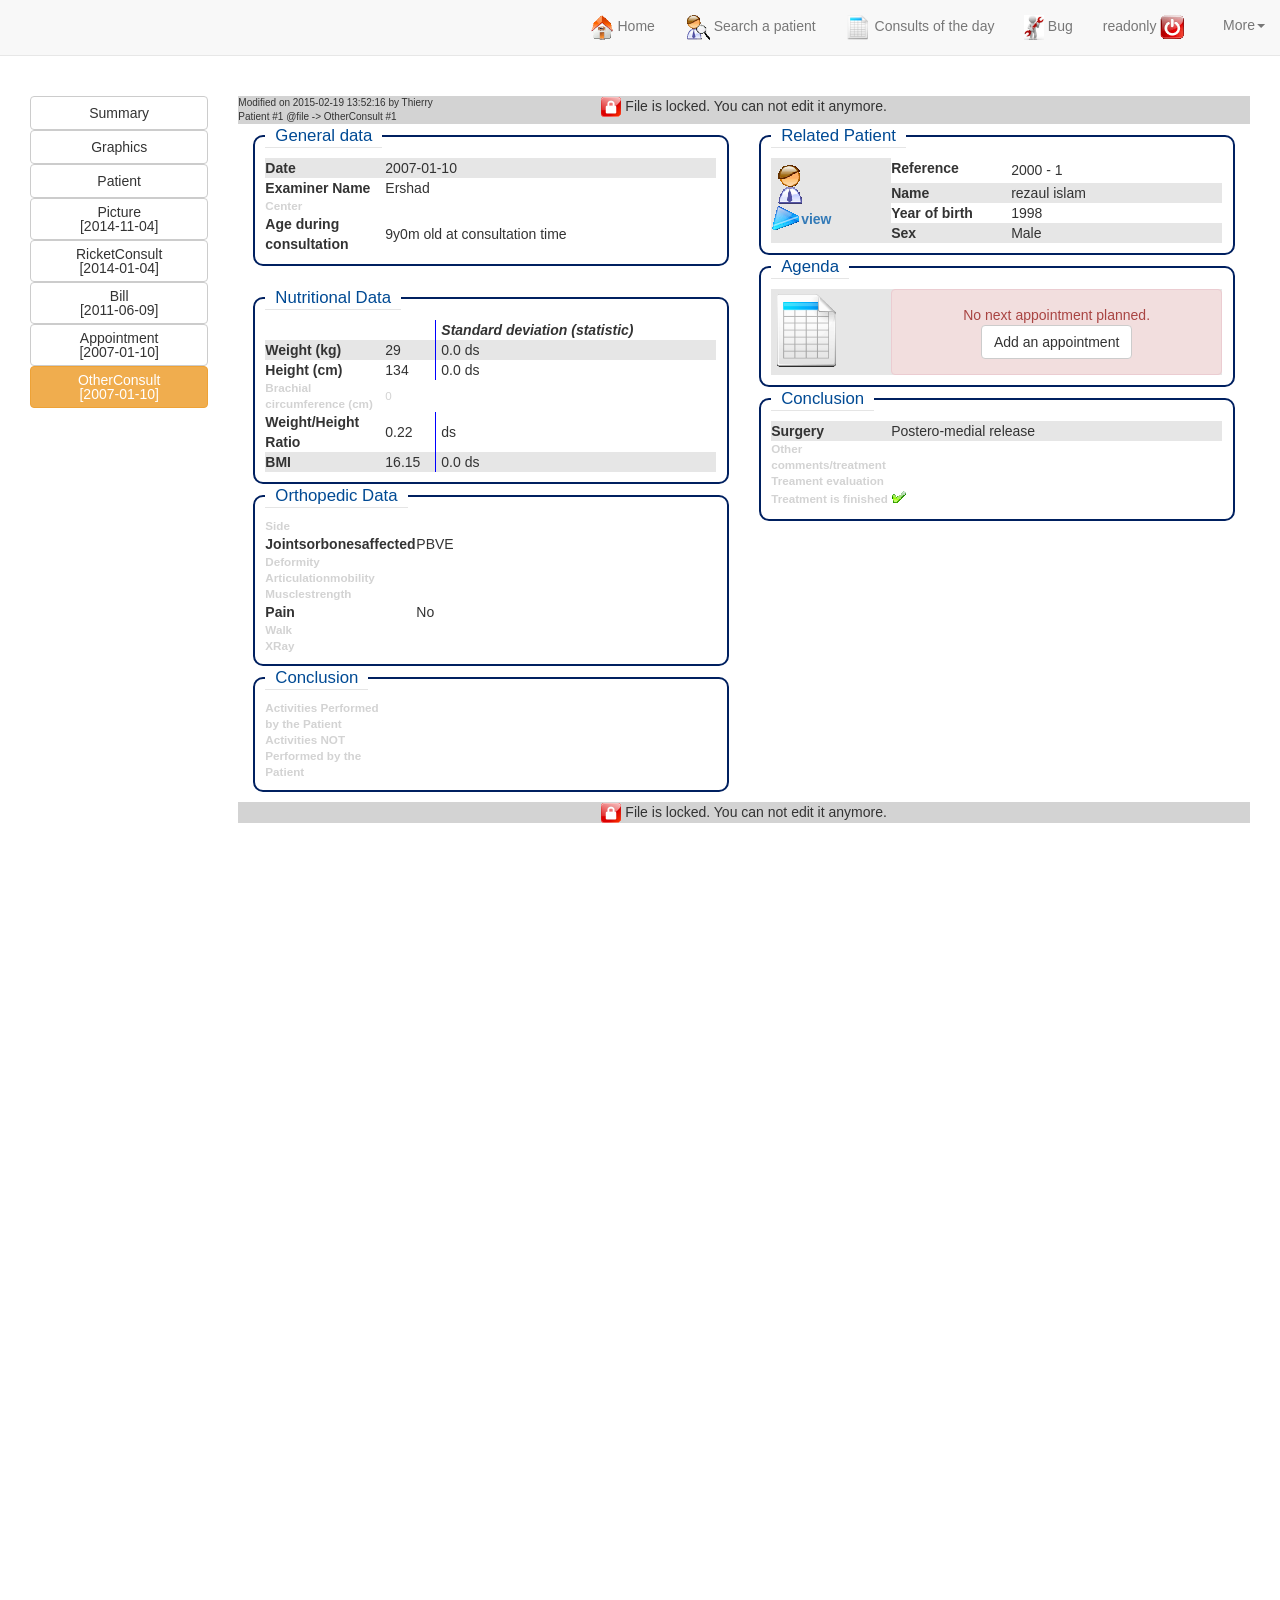 Home
Search a patient
Consults of the day
Bug
readonly
More
Summary
Graphics
Patient
Picture
[2014-11-04]
RicketConsult
[2014-01-04]
Bill
[2011-06-09]
Appointment
[2007-01-10]
OtherConsult
[2007-01-10]
Modified on 2015-02-19 13:52:16 by Thierry
Patient #1 @file -> OtherConsult #1
File is locked. You can not edit it anymore.
General data
Date 2007-01-10
Examiner Name Ershad
Center
Age during
consultation
9y0m old at consultation time
Nutritional Data
Standard deviation (statistic)
Weight (kg) 29 0.0 ds
Height (cm) 134 0.0 ds
Brachial
circumference (cm)
0
Weight/Height
Ratio
0.22 ds
BMI 16.15 0.0 ds
Orthopedic Data
Side
Jointsorbonesaffected PBVE
Deformity
Articulationmobility
Musclestrength
Pain No
Walk
XRay
Conclusion
Activities Performed
by the Patient
Activities NOT
Performed by the
Patient
Related Patient
view
Reference 2000 - 1
Name rezaul islam
Year of birth 1998
Sex Male
Agenda
No next appointment planned.
Add an appointment
Conclusion
Surgery Postero-medial release
Other
comments/treatment
Treament evaluation
Treatment is finished
File is locked. You can not edit it anymore.